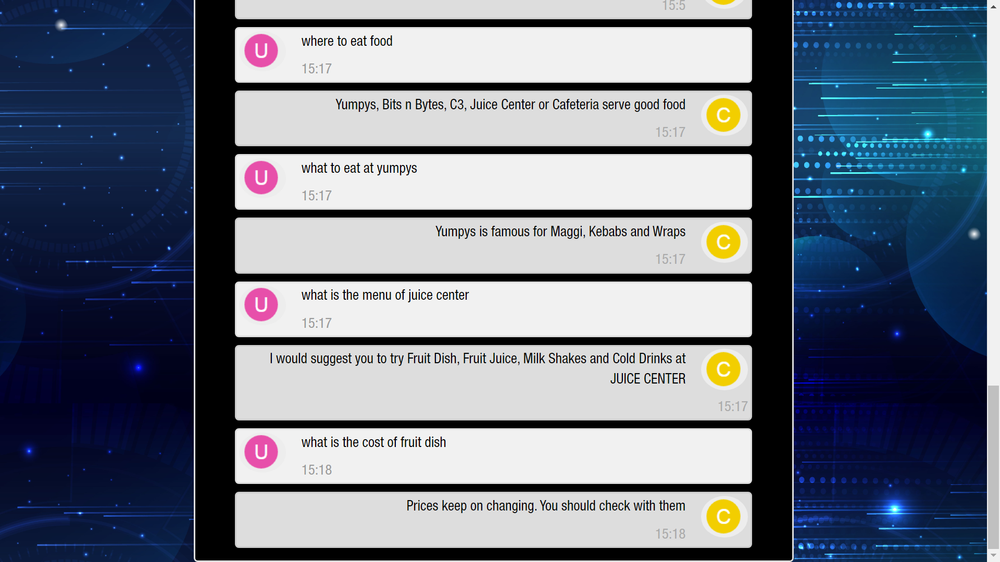 15:5
U
where to eat food
15:17
Yumpys, Bits n Bytes, C3, Juice Center or Cafeteria serve good food
C
15:17
U
what to eat at yumpys
15:17
Yumpys is famous for Maggi, Kebabs and Wraps
C
15:17
U
what is the menu of juice center
15:17
I would suggest you to try Fruit Dish, Fruit Juice, Milk Shakes and Cold Drinks at
JUICE CENTER
C
15:17
U
what is the cost of fruit dish
15:18
Prices keep on changing. You should check with them
C
15:18